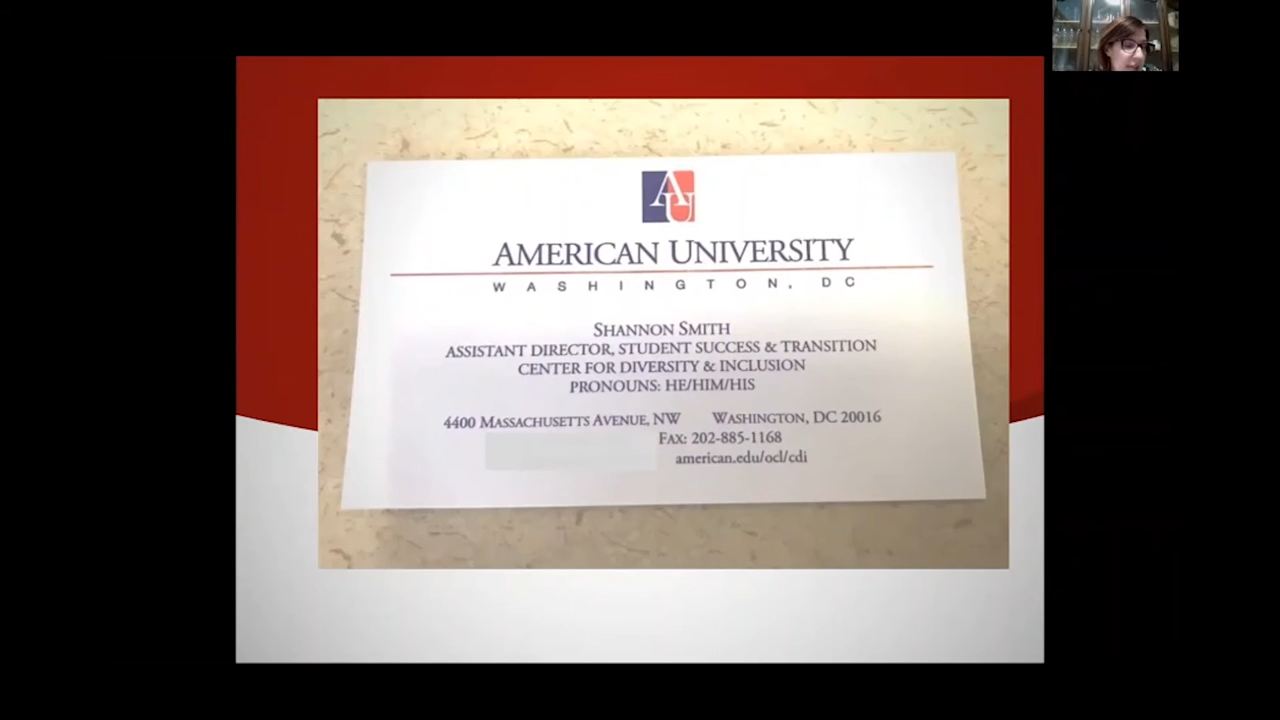 AU
AMERICAN UNIVERSITY
WASHINGTON, DC
SHANNON SMITH
ASSISTANT DIRECTOR, STUDENT SUCCESS & TRANSITION
CENTER FOR DIVERSITY & INCLUSION
PRONOUNS: HE/HIM/HIS
4400 MASSACHUSETTS AVENUE, NW WASHINGTON, DC 20016
FAX: 202-885-1168
american.edu/ocl/cdi